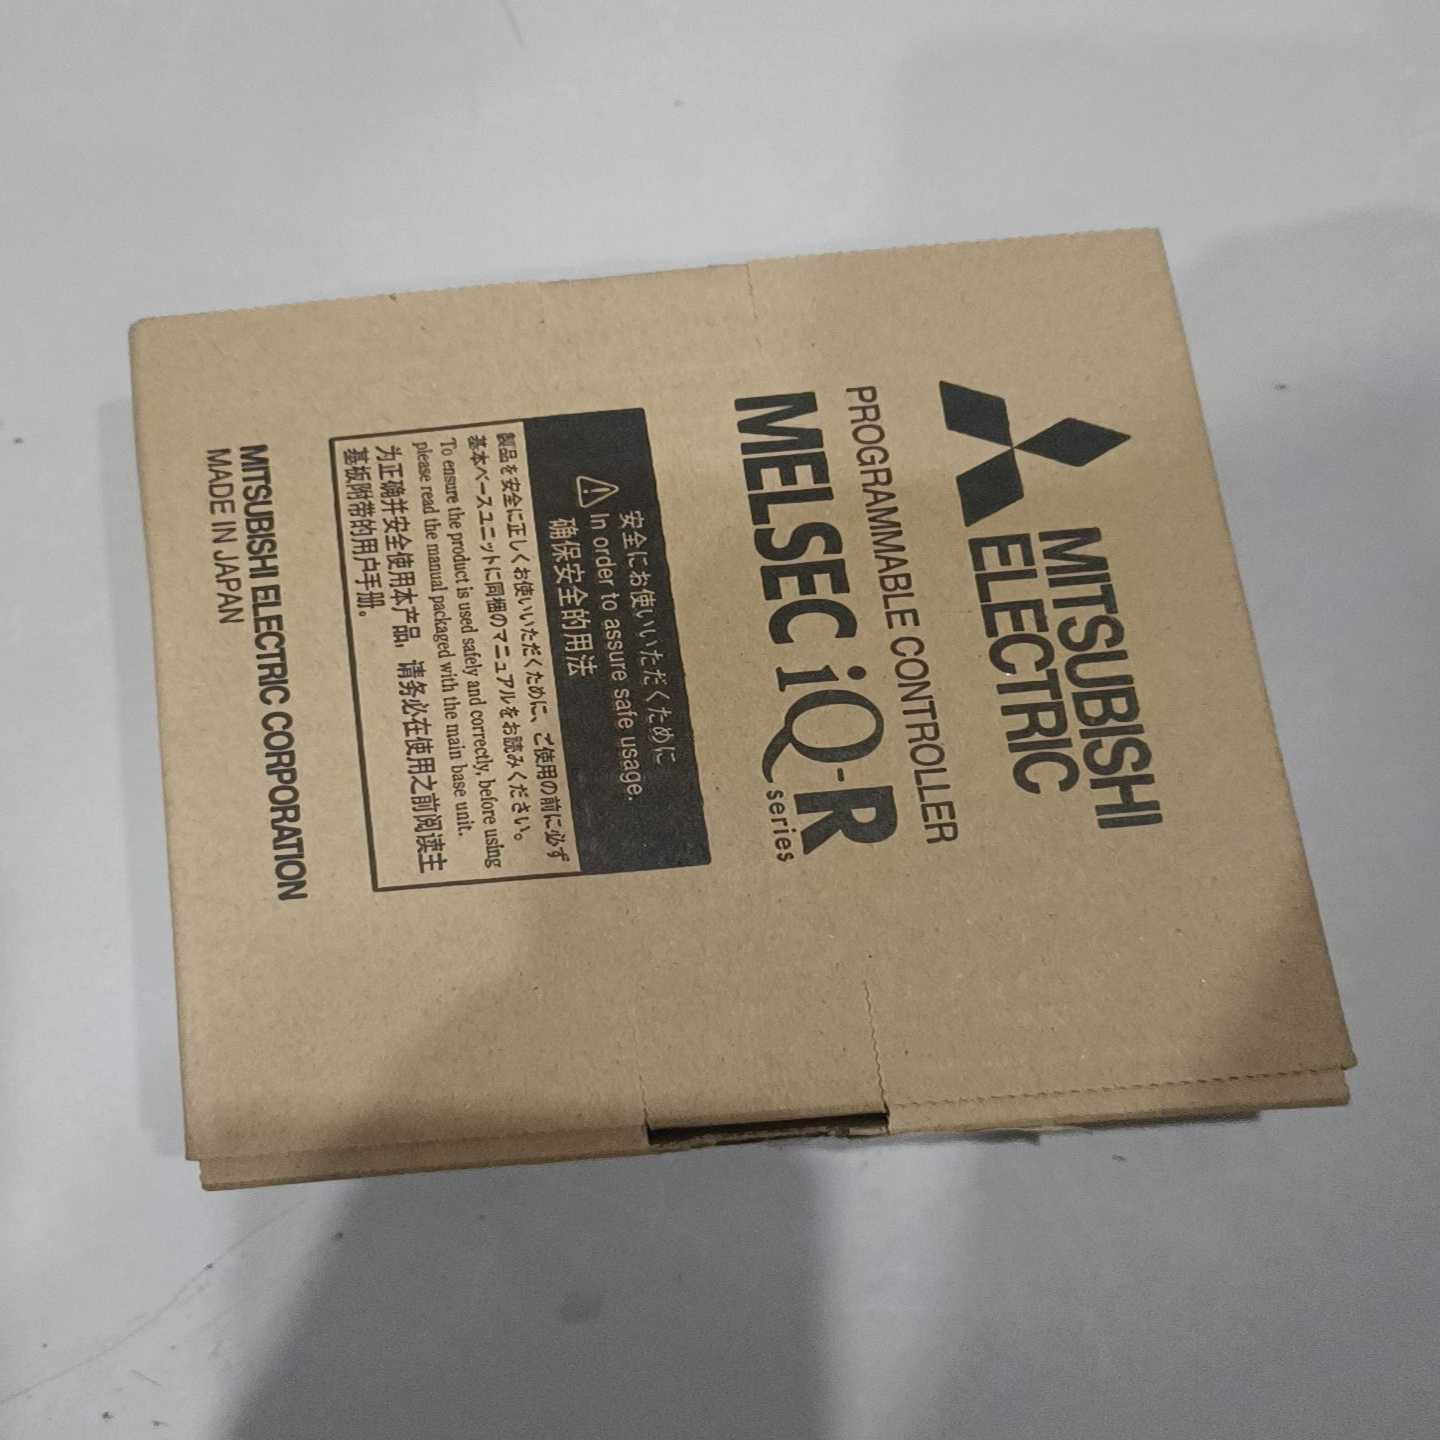 MITSUBISHI
ELECTRIC
PROGRAMMABLE CONTROLLER
MELSEC iQ-R
series
安全にお使いいただくために
In order to assure safe usage.
确保安全的用法
製品を安全に正しくお使いいただくために、ご使用の前に必ず
基本ベースユニットに同梱のマニュアルをお読みください。
To ensure the product is used safely and correctly, before using
please read the manual packaged with the main base unit.
为正确并安全使用本产品，请务必在使用之前阅读主
基板附带的用户手册。
MITSUBISHI ELECTRIC CORPORATION
MADE IN JAPAN